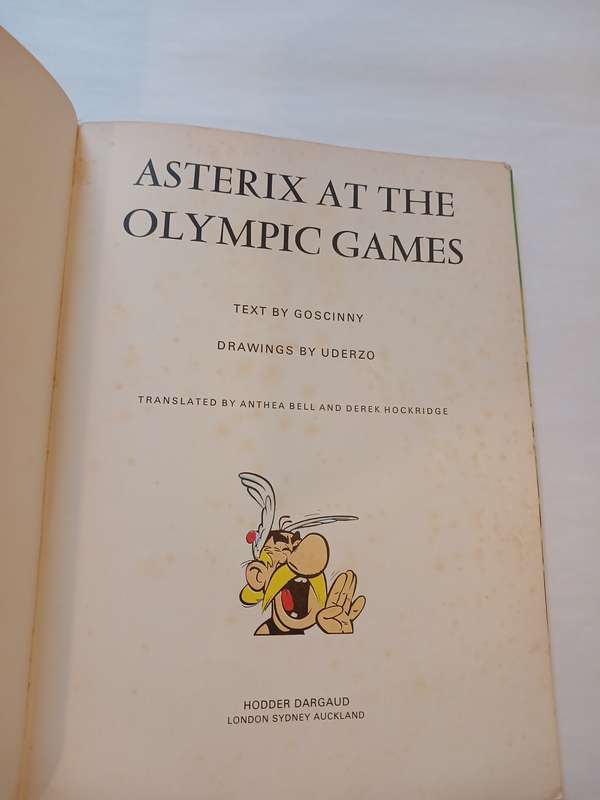 ASTERIX AT THE
OLYMPIC GAMES
TEXT BY GOSCINNY
DRAWINGS BY UDERZO
TRANSLATED BY ANTHEA BELL AND DEREK HOCKRIDGE
HODDER DARGAUD
LONDON SYDNEY AUCKLAND